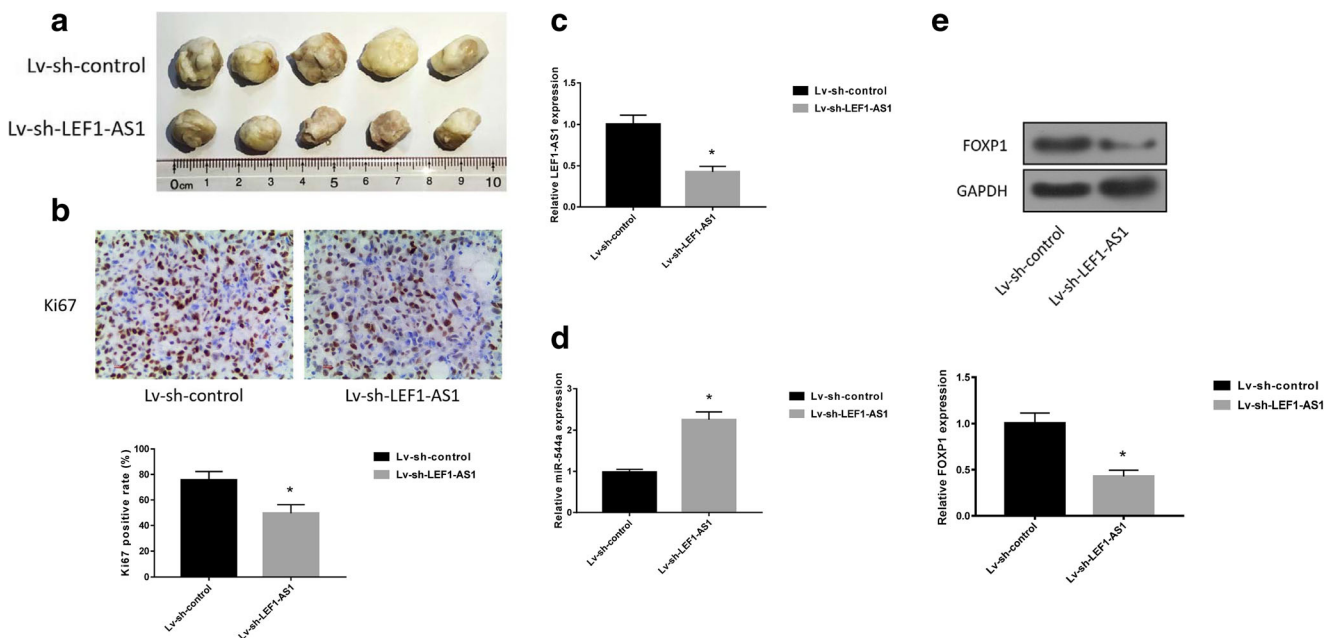 a
Lv-sh-control
Lv-sh-LEF1-AS1
0cm 1 2 3 4 5 6 7 8 9 10
b
Ki67
Lv-sh-control
Lv-sh-LEF1-AS1
Ki67 positive rate (%)
100
80
60
40
20
0
Lv-sh-control
Lv-sh-LEF1-AS1
Lv-sh-control
Lv-sh-LEF1-AS1
*
c
Relative LEF1-AS1 expression
1.5
1.0
0.5
0.0
Lv-sh-control
Lv-sh-LEF1-AS1
Lv-sh-control
Lv-sh-LEF1-AS1
*
d
Relative miR-544a expression
3
2
1
0
Lv-sh-control
Lv-sh-LEF1-AS1
Lv-sh-control
Lv-sh-LEF1-AS1
*
e
FOXP1
GAPDH
Lv-sh-control
Lv-sh-LEF1-AS1
Relative FOXP1 expression
1.5
1.0
0.5
0.0
Lv-sh-control
Lv-sh-LEF1-AS1
Lv-sh-control
Lv-sh-LEF1-AS1
*